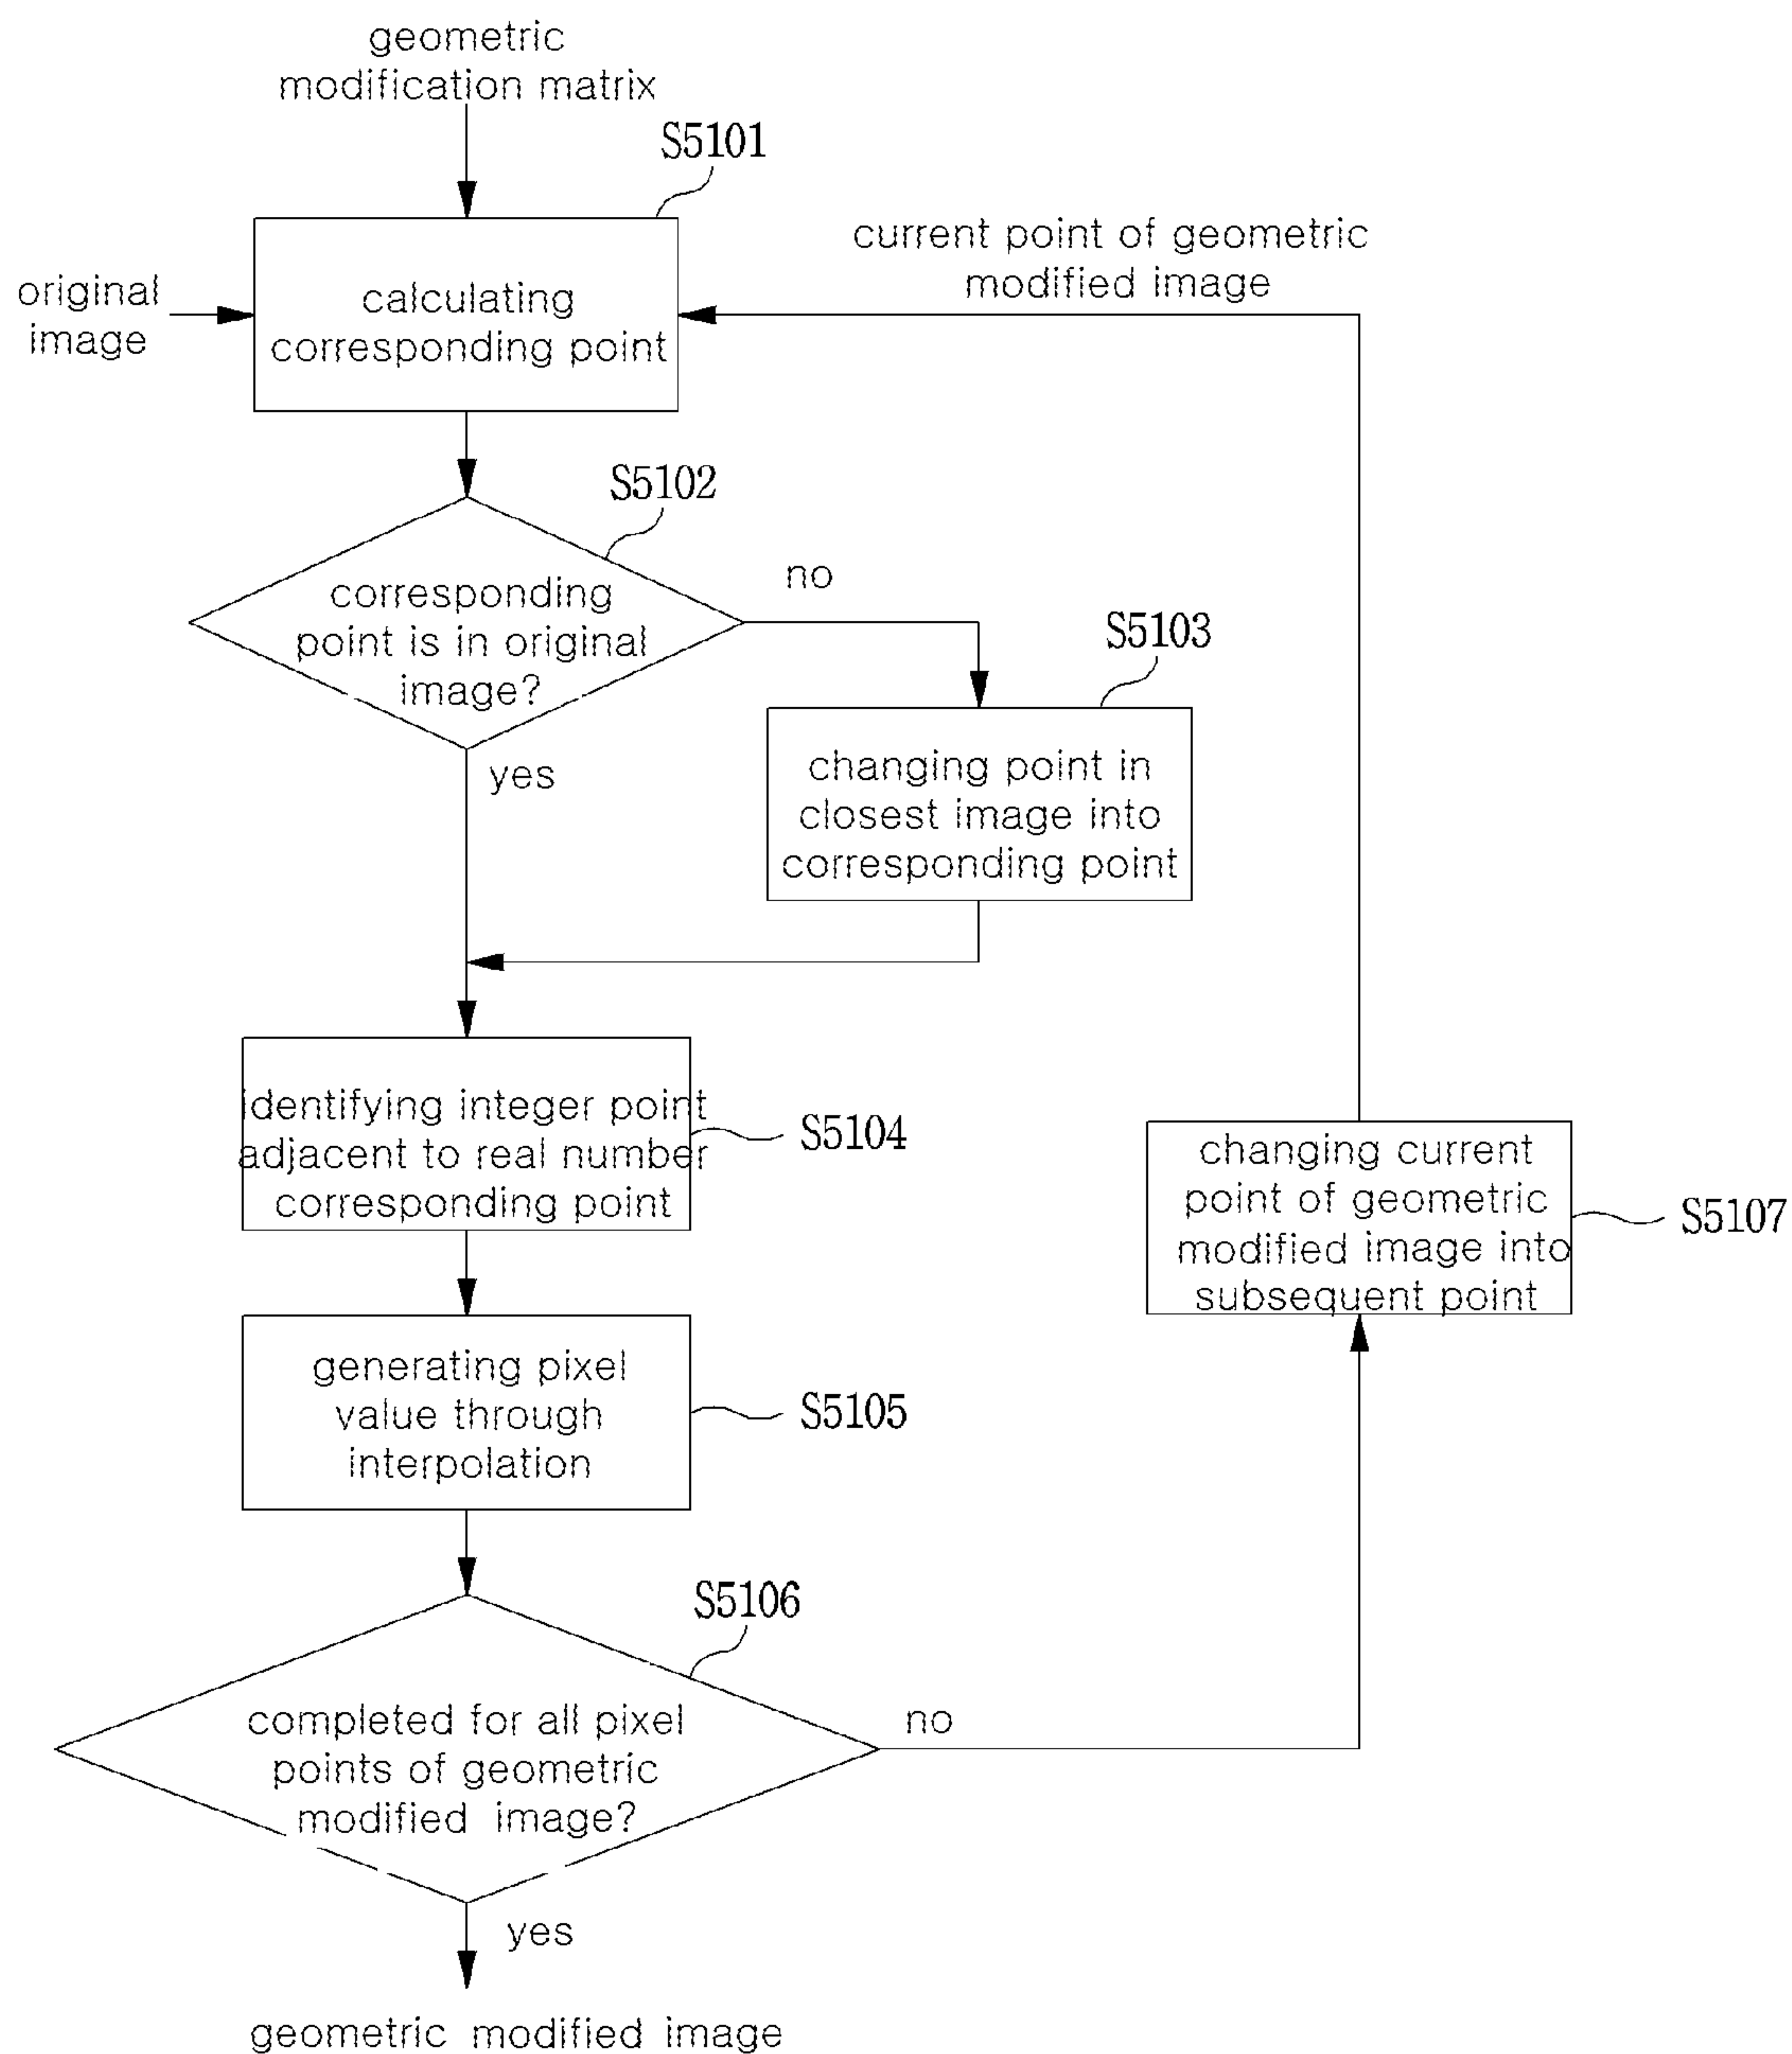 geometric
modification matrix
S5101
original
image
calculating
corresponding point
current point of geometric
modified image
S5102
corresponding
point is in original
image?
no
yes
S5103
changing point in
closest image into
corresponding point
identifying integer point
adjacent to real number
corresponding point
S5104
changing current
point of geometric
modified image into
subsequent point
S5107
generating pixel
value through
interpolation
S5105
S5106
completed for all pixel
points of geometric
modified image?
no
yes
geometric modified image